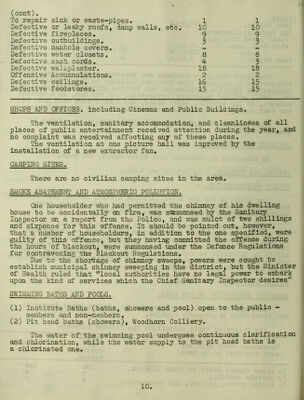 (cont).
To repair sink or waste-pipes. 1 1
Defective or leaky roofs, damp walls, etc. 10 10
Defective fireplaces. 9 9
Defective outbuildings. 3 3
Defective manhole covers. - -
Defective water closets. 8 8
Defective sash cords. 4 3
Defective wallplaster. 18 18
Offensive Accumulations. 2 2
Defective ceilings. 16 15
Defective foodstores. 15 15
SHOPS AND OFFICES. including Cinemas and Public Buildings.
The ventilation, sanitary accommodation, and cleanliness of all
places of public entertainment received attention during the year, and
no complaint was received affecting any of these places.
The ventilation at one picture hall was improved by the
installation of a new extractor fan.
CAMPING SITES.
There are no civilian camping sites in the area.
SMOKE ABATEMENT AND ATMOSPHERIC POLLUTION.
One householder who had permitted the chimney of his dwelling
house to be accidentally on fire, was summoned by the Sanitary
Inspector on a report from the Police, and was mulct of two shillings
and sixpence for this offence. It should be pointed out, however,
that a number of householders, in addition to the one specified, were
guilty of this offence, but they having committed the offence during
the hours of blackout, were summoned under the Defence Regulations
for contravening the Blackout Regulations.
Due to the shortage of chimney sweeps, powers were sought to
establish municipal chimney sweeping in the district, but the Minister
of Health ruled that "local authorities have no legal power to embark
upon the kind of services which the Chief Sanitary Inspector desires"
SWIMMING BATHS AND POOLS.
(1) Institute Baths (baths, showers and pool) open to the public -
members and non-members.
(2) Pit head baths (showers), Woodhorn Colliery.
The water of the swimming pool undergoes continuous clarification
and chlorination, while the water supply to the pit head baths is
a chlorinated one.
10.